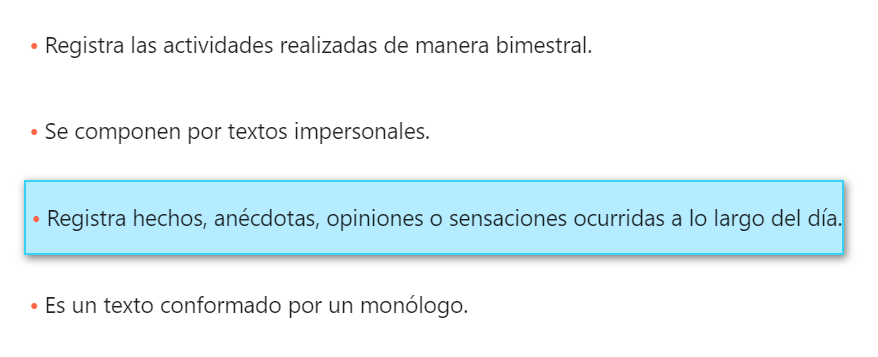 • Registra las actividades realizadas de manera bimestral.
• Se componen por textos impersonales.
• Registra hechos, anécdotas, opiniones o sensaciones ocurridas a lo largo del día.
• Es un texto conformado por un monólogo.